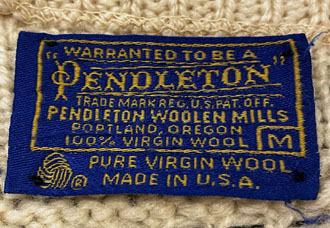 "WARRANTED TO BE A
PENDLETON"
TRADE MARK REG. U.S. PAT. OFF.
PENDLETON WOOLEN MILLS
PORTLAND, OREGON
100% VIRGIN WOOL M
® PURE VIRGIN WOOL
MADE IN U.S.A.